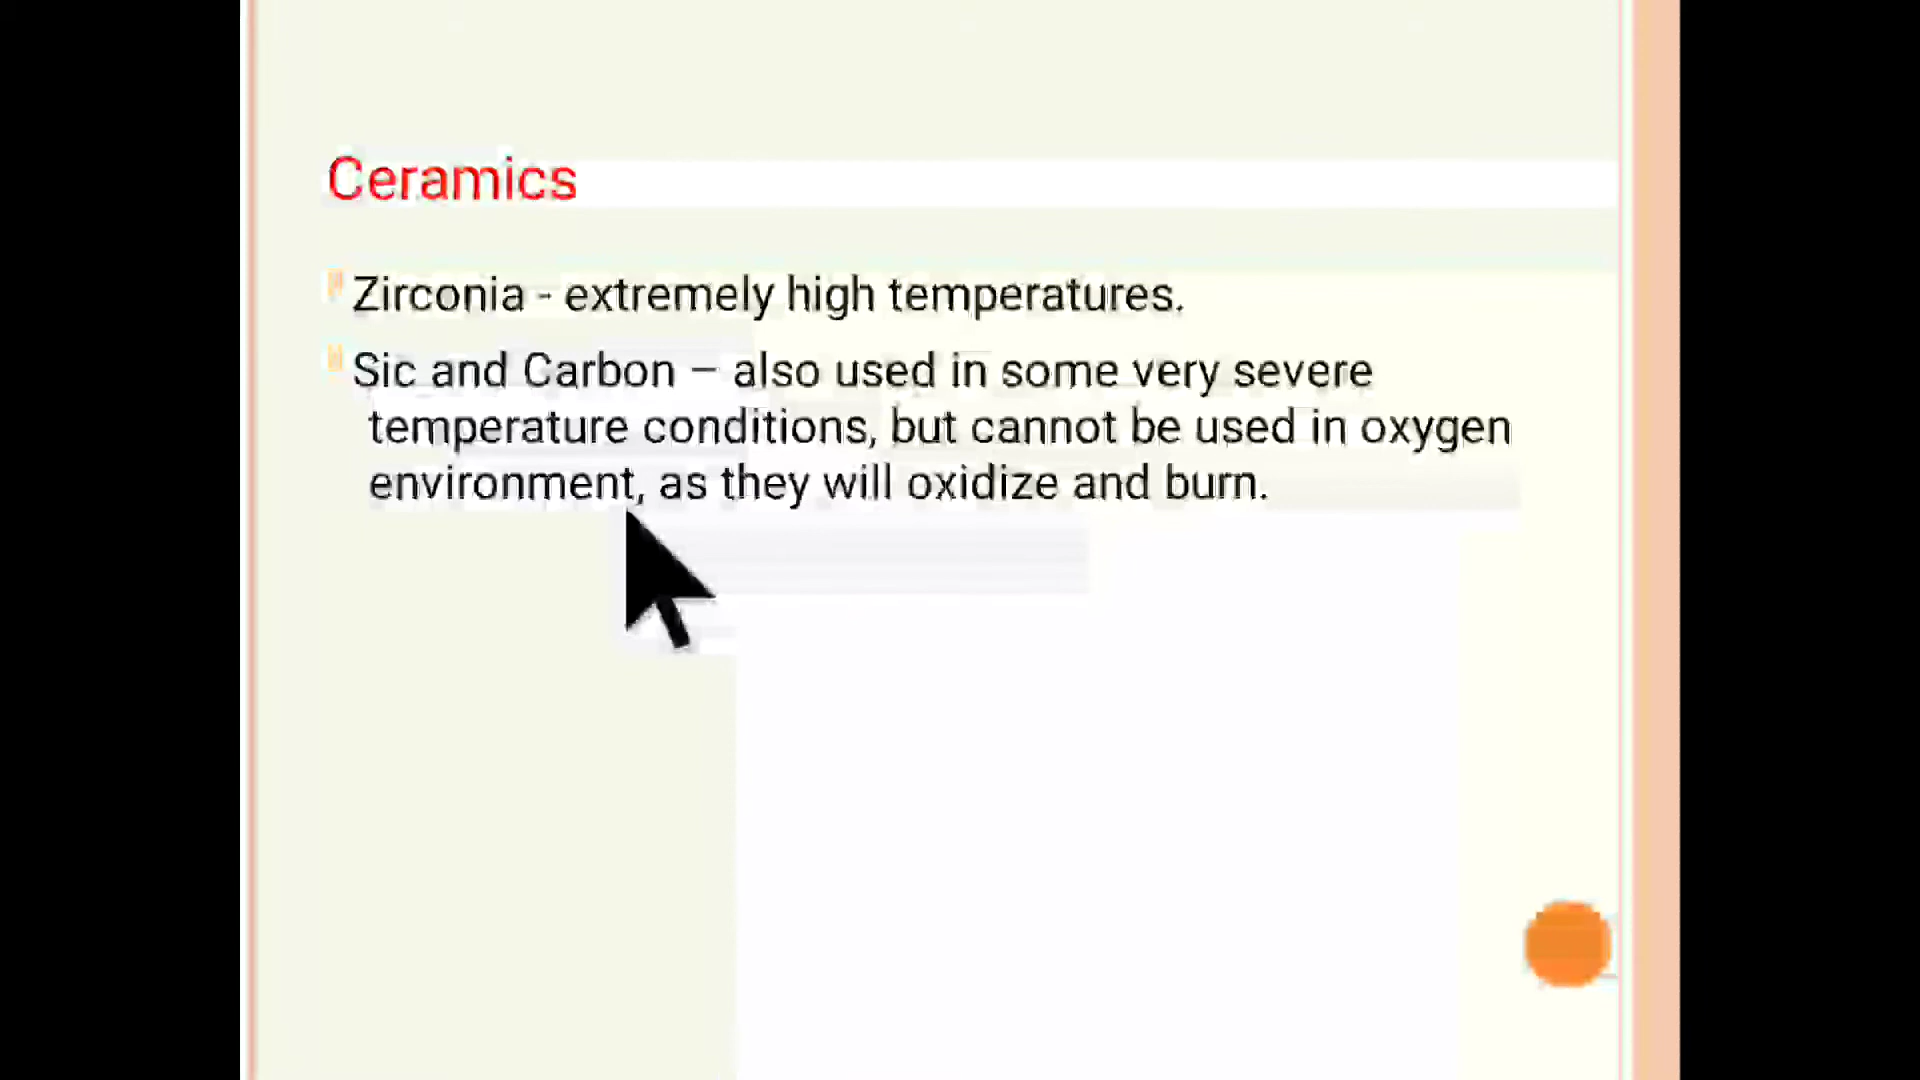 Ceramics
Zirconia - extremely high temperatures.
Sic and Carbon – also used in some very severe
temperature conditions, but cannot be used in oxygen
environment, as they will oxidize and burn.